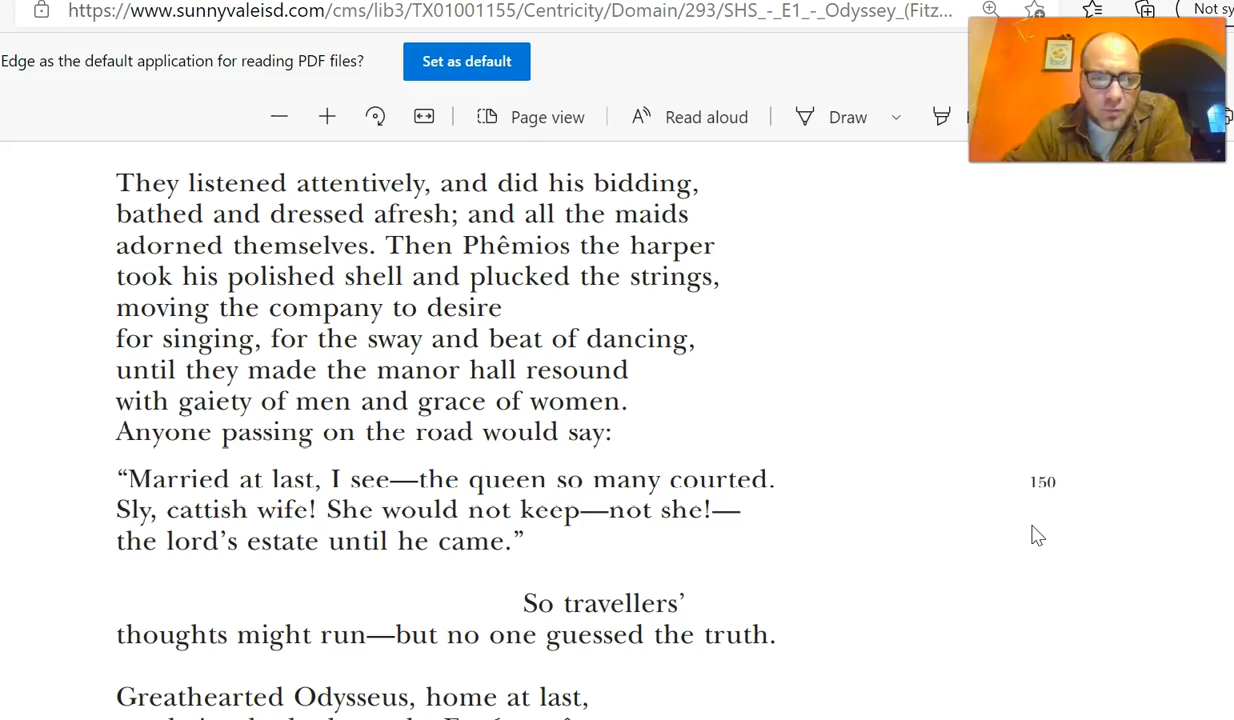 https://www.sunnyvaleisd.com/cms/lib3/TX01001155/Centricity/Domain/293/SHS_-_E1_-_Odyssey_(Fitz...
Not sy
Edge as the default application for reading PDF files?
Set as default
Page view
Read aloud
Draw
They listened attentively, and did his bidding,
bathed and dressed afresh; and all the maids
adorned themselves. Then Phêmios the harper
took his polished shell and plucked the strings,
moving the company to desire
for singing, for the sway and beat of dancing,
until they made the manor hall resound
with gaiety of men and grace of women.
Anyone passing on the road would say:
“Married at last, I see—the queen so many courted.
150
Sly, cattish wife! She would not keep—not she!—
the lord’s estate until he came.”
So travellers’
thoughts might run—but no one guessed the truth.
Greathearted Odysseus, home at last,